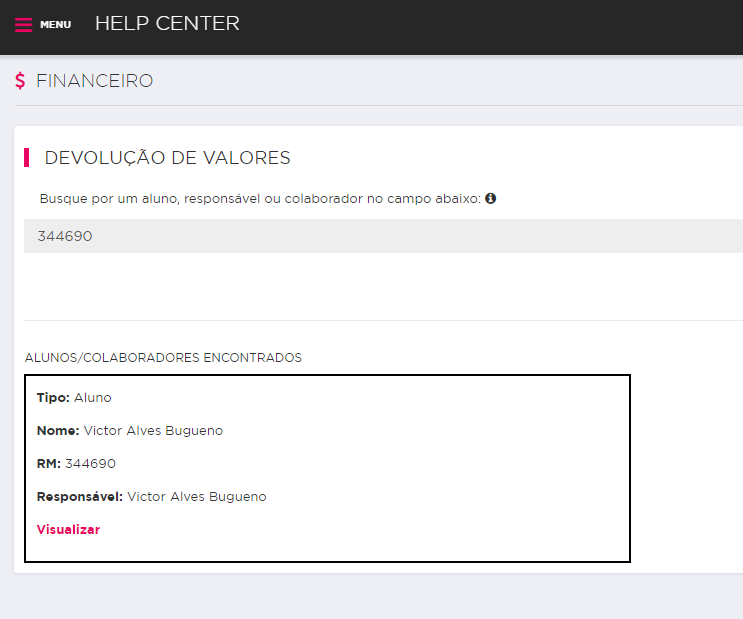 MENU HELP CENTER
$ FINANCEIRO
DEVOLUÇÃO DE VALORES
Busque por um aluno, responsável ou colaborador no campo abaixo:
344690
ALUNOS/COLABORADORES ENCONTRADOS
Tipo: Aluno
Nome: Victor Alves Bugueno
RM: 344690
Responsável: Victor Alves Bugueno
Visualizar